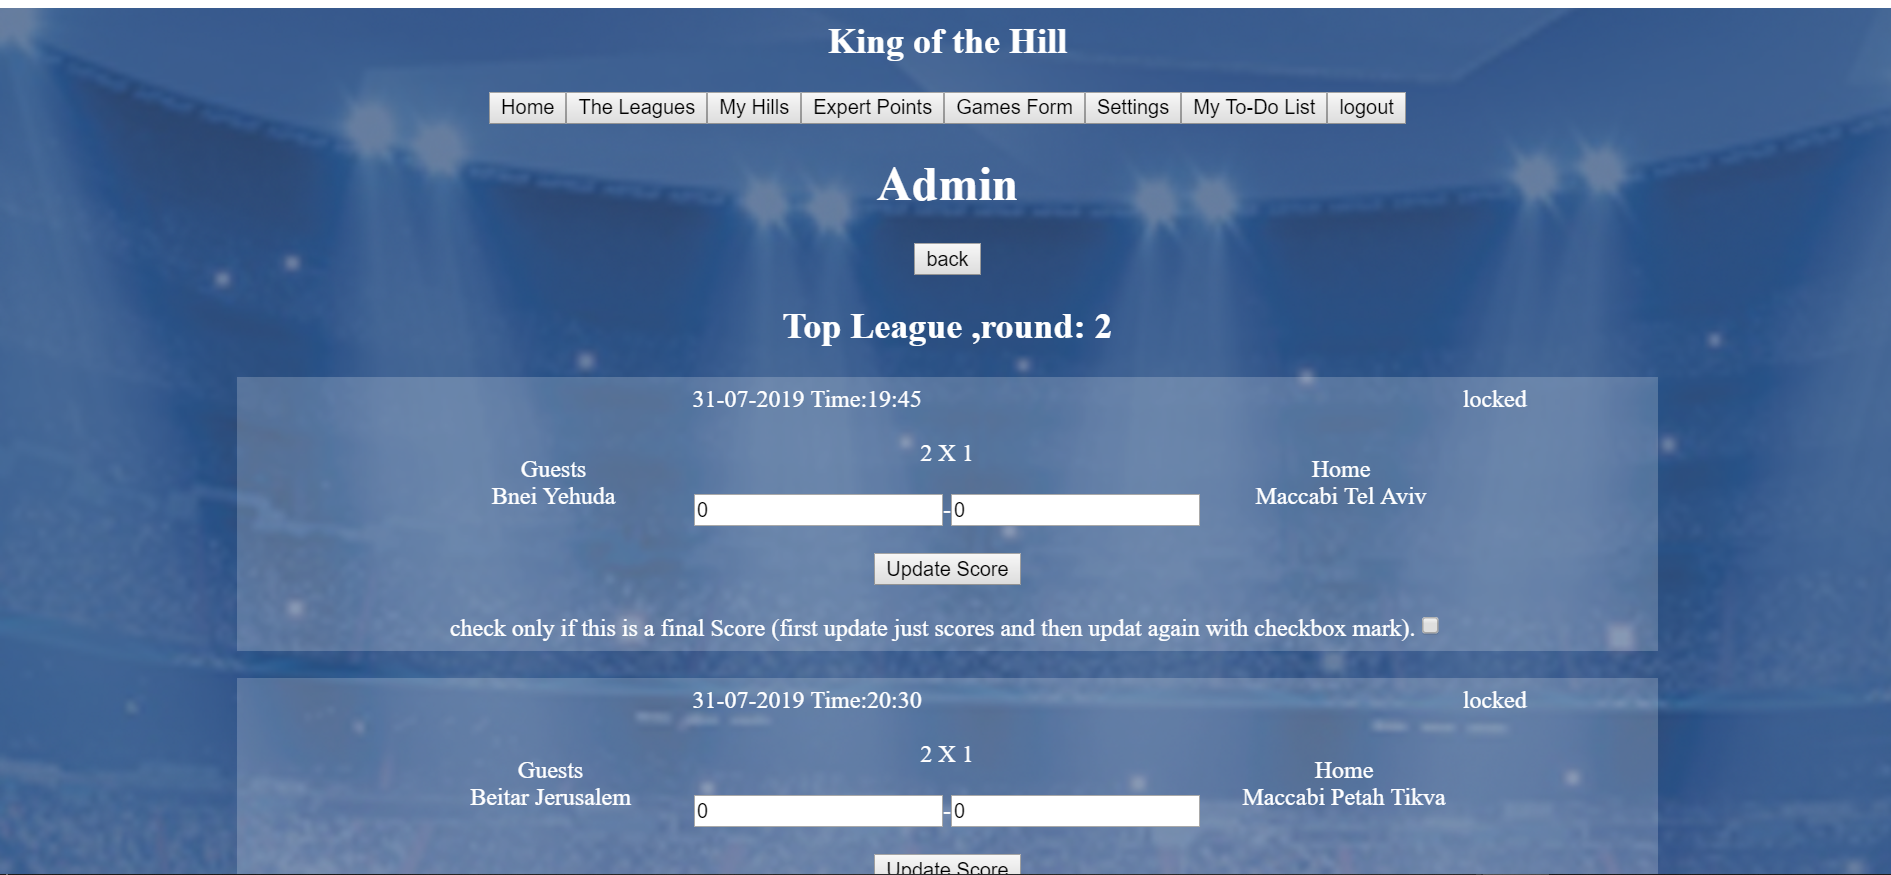 King of the Hill
Home The Leagues My Hills Expert Points Games Form Settings My To-Do List logout
Admin
back
Top League ,round: 2
31-07-2019 Time:19:45 locked
2 X 1
Guests Home
Bnei Yehuda Maccabi Tel Aviv
0 - 0
Update Score
check only if this is a final Score (first update just scores and then updat again with checkbox mark).
31-07-2019 Time:20:30 locked
2 X 1
Guests Home
Beitar Jerusalem Maccabi Petah Tikva
0 - 0
Update Score